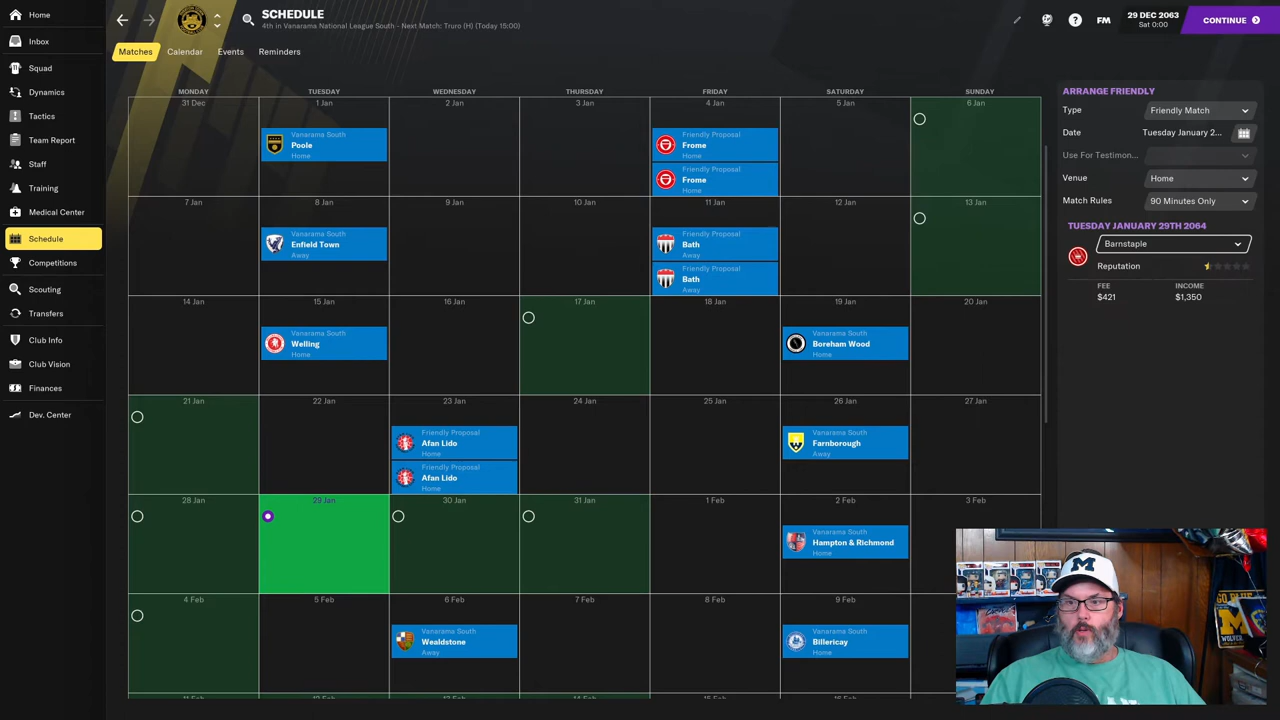 Home
Inbox
Squad
Dynamics
Tactics
Team Report
Staff
Training
Medical Center
Schedule
Competitions
Scouting
Transfers
Club Info
Club Vision
Finances
Dev. Center
SCHEDULE
4th in Vanarama National League South - Next Match: Truro (H) (Today 15:00)
FM
29 DEC 2063
Sat 0:00
CONTINUE
Matches Calendar Events Reminders
MONDAY TUESDAY WEDNESDAY THURSDAY FRIDAY SATURDAY SUNDAY
31 Dec 1 Jan 2 Jan 3 Jan 4 Jan 5 Jan 6 Jan
Vanarama South
Poole
Home
Friendly Proposal
Frome
Home
Friendly Proposal
Frome
Home
7 Jan 8 Jan 9 Jan 10 Jan 11 Jan 12 Jan 13 Jan
Vanarama South
Enfield Town
Away
Friendly Proposal
Bath
Away
Friendly Proposal
Bath
Away
14 Jan 15 Jan 16 Jan 17 Jan 18 Jan 19 Jan 20 Jan
Vanarama South
Welling
Home
Vanarama South
Boreham Wood
Home
21 Jan 22 Jan 23 Jan 24 Jan 25 Jan 26 Jan 27 Jan
Friendly Proposal
Afan Lido
Home
Friendly Proposal
Afan Lido
Home
Vanarama South
Farnborough
Away
28 Jan 29 Jan 30 Jan 31 Jan 1 Feb 2 Feb 3 Feb
Vanarama South
Hampton & Richmond
Home
4 Feb 5 Feb 6 Feb 7 Feb 8 Feb 9 Feb
Vanarama South
Wealdstone
Away
Vanarama South
Billericay
Home
ARRANGE FRIENDLY
Type Friendly Match
Date Tuesday January 2...
Use For Testimon...
Venue Home
Match Rules 90 Minutes Only
TUESDAY JANUARY 29TH 2064
Barnstaple
Reputation
FEE INCOME
$421 $1,350
M
GO BLUE
M